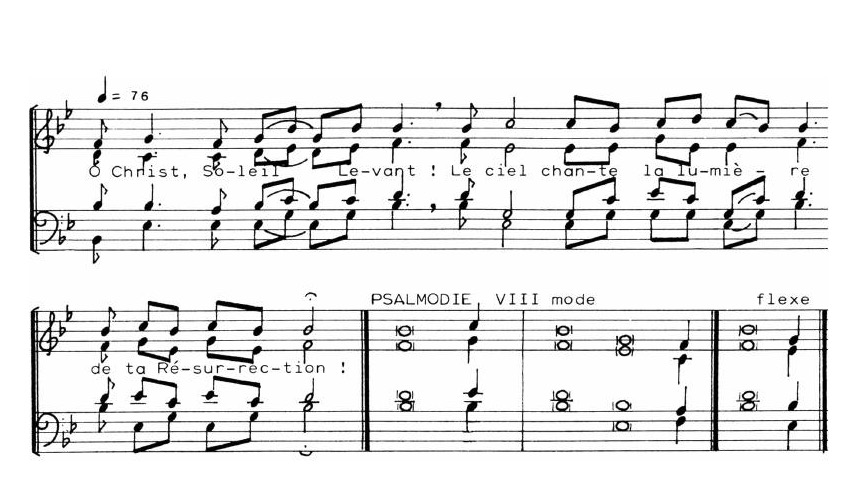 ♩= 76
O Christ, So-leil Le-vant ! Le ciel chan-te la lu-miè - re
PSALMODIE VIII mode flexe
de ta Ré-sur-rec-tion !